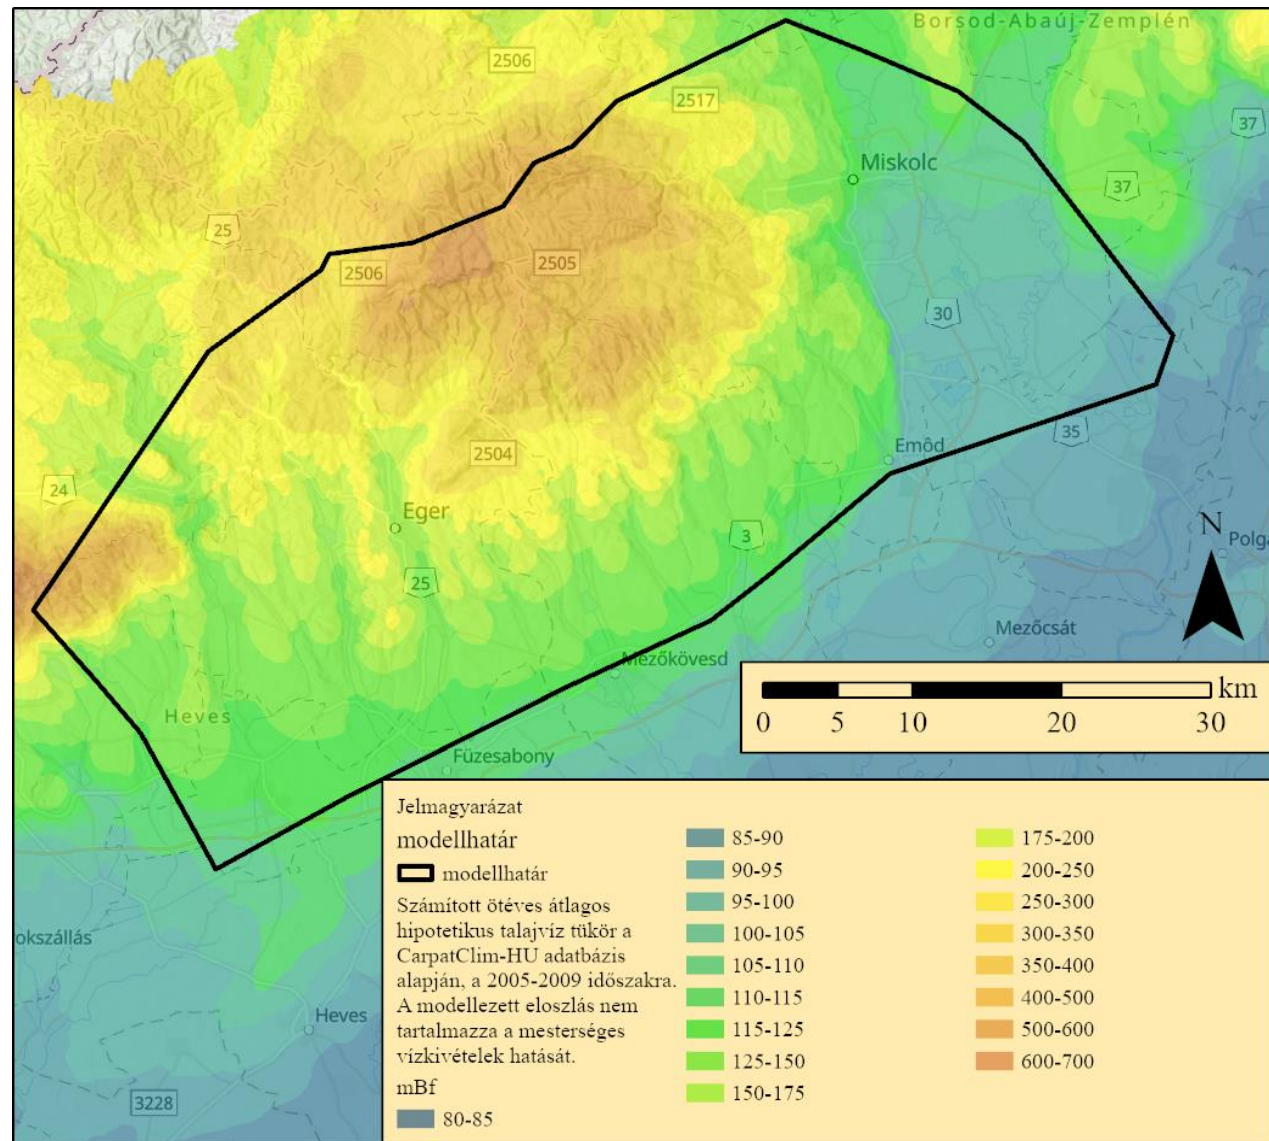 Borsod-Abaúj-Zemplén
2506
2517
37
Miskolc
37
25
2506
2505
30
35
Emőd
2504
24
Eger
3
N
Polgá
25
Mezőcsát
Mezőkövesd
km
0 5 10 20 30
Heves
Füzesabony
okszállás
Heves
3228
Jelmagyarázat
modellhatár
modellhatár
Számított ötéves átlagos
hipotetikus talajvíz tükör a
CarpatClim-HU adatbázis
alapján, a 2005-2009 időszakra.
A modellezett eloszlás nem
tartalmazza a mesterséges
vízkivételek hatását.
mBf
80-85
85-90
90-95
95-100
100-105
105-110
110-115
115-125
125-150
150-175
175-200
200-250
250-300
300-350
350-400
400-500
500-600
600-700